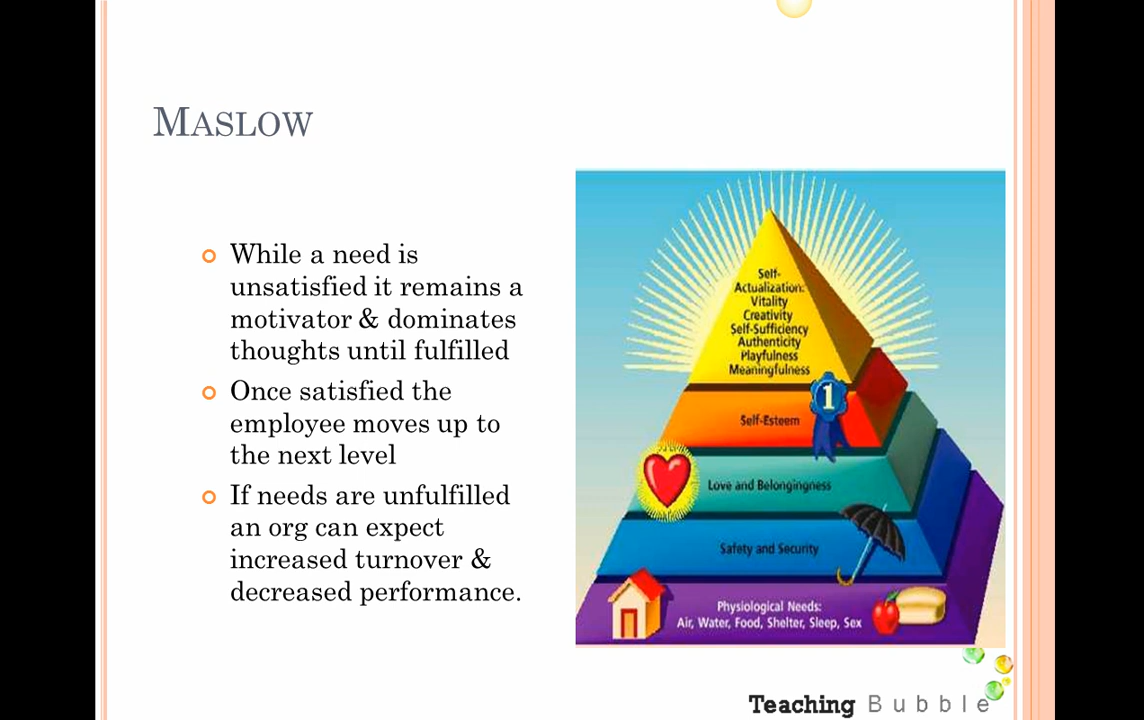 MASLOW
While a need is
unsatisfied it remains a
motivator & dominates
thoughts until fulfilled
Once satisfied the
employee moves up to
the next level
If needs are unfulfilled
an org can expect
increased turnover &
decreased performance.
Self-
Actualization:
Vitality
Creativity
Self-Sufficiency
Authenticity
Playfulness
Meaningfulness
1
Self-Esteem
Love and Belongingness
Safety and Security
Physiological Needs:
Air, Water, Food, Shelter, Sleep, Sex
Teaching Bubble